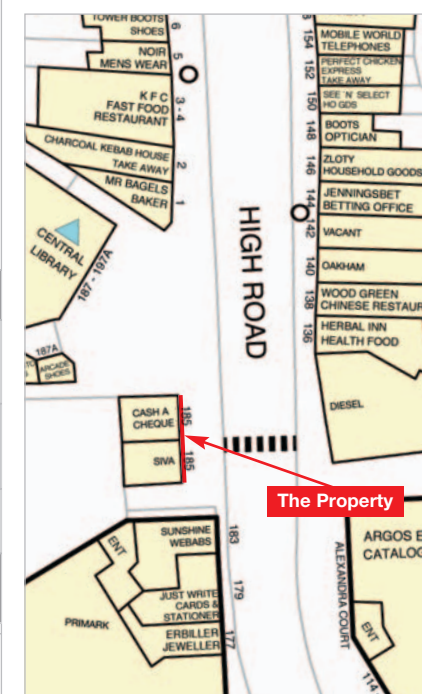 TOWER BOOTS
SHOES
6
NOIR
MENS WEAR
5
KFC
FAST FOOD
RESTAURANT
3 - 4
CHARCOAL KEBAB HOUSE
TAKE AWAY
2
MR BAGELS
BAKER
1
CENTRAL
LIBRARY
187 - 197A
187A
ARCADE
SHOES
CASH A
CHEQUE
185
SIVA
185
HIGH ROAD
The Property
MOBILE WORLD
TELEPHONES
154
PERFECT CHICKEN
EXPRESS
TAKE AWAY
152
SEE 'N' SELECT
HO GDS
150
BOOTS
OPTICIAN
148
ZLOTY
HOUSEHOLD GOODS
146
JENNINGSBET
BETTING OFFICE
144
VACANT
142
OAKHAM
140
WOOD GREEN
CHINESE RESTAUR
138
HERBAL INN
HEALTH FOOD
136
DIESEL
SUNSHINE
WEBABS
183
ENT
JUST WRITE
CARDS &
STATIONER
179
ERBILLER
JEWELLER
177
PRIMARK
ARGOS E
CATALOG
ALEXANDRA COURT
ENT
114